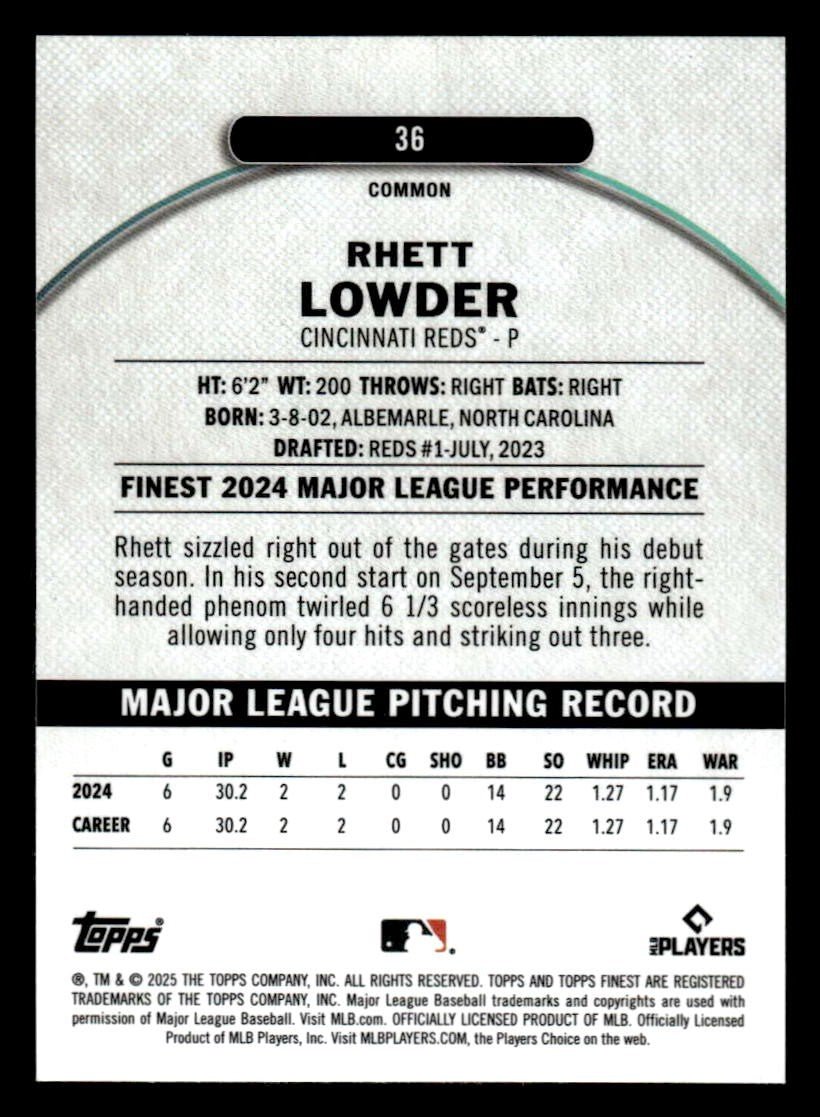 36
COMMON
RHETT
LOWDER
CINCINNATI REDS® - P
HT: 6'2" WT: 200 THROWS: RIGHT BATS: RIGHT
BORN: 3-8-02, ALBEMARLE, NORTH CAROLINA
DRAFTED: REDS #1-JULY, 2023
FINEST 2024 MAJOR LEAGUE PERFORMANCE
Rhett sizzled right out of the gates during his debut
season. In his second start on September 5, the right-
handed phenom twirled 6 1/3 scoreless innings while
allowing only four hits and striking out three.
MAJOR LEAGUE PITCHING RECORD
G IP W L CG SHO BB SO WHIP ERA WAR
2024 6 30.2 2 2 0 0 14 22 1.27 1.17 1.9
CAREER 6 30.2 2 2 0 0 14 22 1.27 1.17 1.9
Topps® ® MLB PLAYERS
®, TM & © 2025 THE TOPPS COMPANY, INC. ALL RIGHTS RESERVED. TOPPS AND TOPPS FINEST ARE REGISTERED
TRADEMARKS OF THE TOPPS COMPANY, INC. Major League Baseball trademarks and copyrights are used with
permission of Major League Baseball. Visit MLB.com. OFFICIALLY LICENSED PRODUCT OF MLB. Officially Licensed
Product of MLB Players, Inc. Visit MLBPLAYERS.COM, the Players Choice on the web.